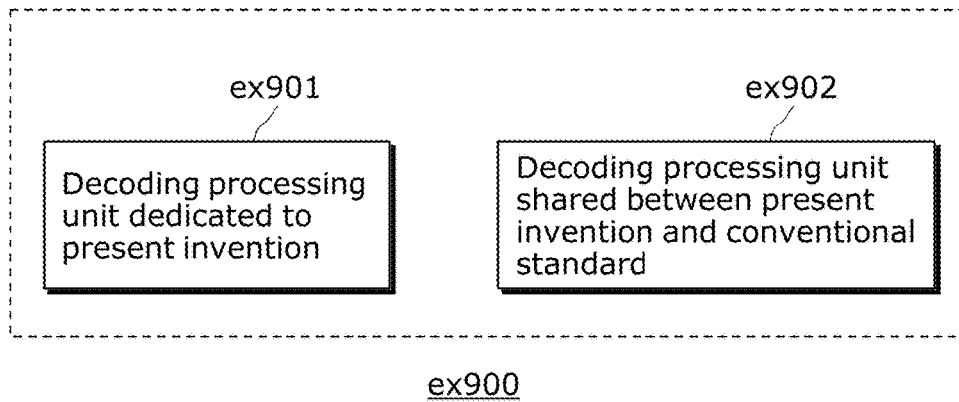 ex901
ex902
Decoding processing
unit dedicated to
present invention
Decoding processing unit
shared between present
invention and conventional
standard
ex900